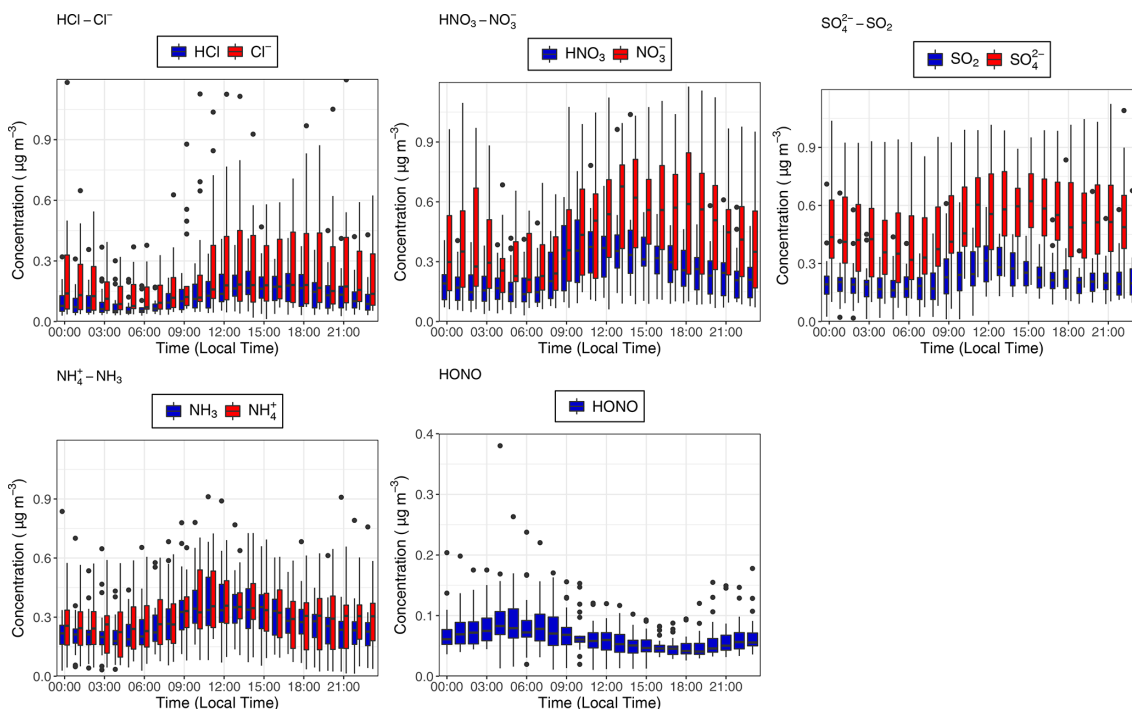 HCl – Cl⁻
HCl Cl⁻
Concentration ( µg m⁻³)
0.9
0.6
0.3
0.0
00:00 03:00 06:00 09:00 12:00 15:00 18:00 21:00
Time (Local Time)
HNO₃ – NO₃⁻
HNO₃ NO₃⁻
Concentration ( µg m⁻³)
0.9
0.6
0.3
0.0
00:00 03:00 06:00 09:00 12:00 15:00 18:00 21:00
Time (Local Time)
SO₄²⁻ – SO₂
SO₂ SO₄²⁻
Concentration ( µg m⁻³)
0.9
0.6
0.3
0.0
00:00 03:00 06:00 09:00 12:00 15:00 18:00 21:00
Time (Local Time)
NH₄⁺ – NH₃
NH₃ NH₄⁺
Concentration ( µg m⁻³)
0.9
0.6
0.3
0.0
00:00 03:00 06:00 09:00 12:00 15:00 18:00 21:00
Time (Local Time)
HONO
HONO
Concentration ( µg m⁻³)
0.4
0.3
0.2
0.1
0.0
00:00 03:00 06:00 09:00 12:00 15:00 18:00 21:00
Time (Local Time)